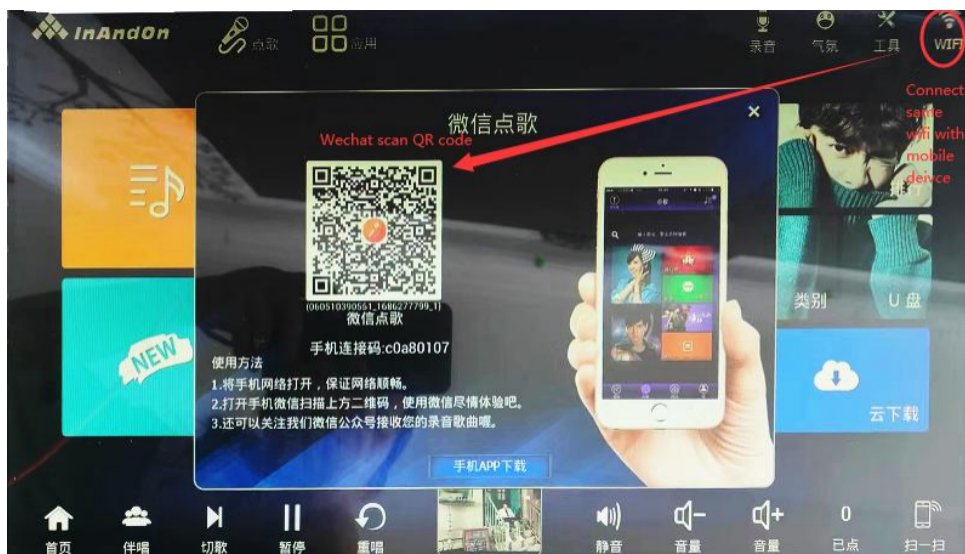 InAndOn
点歌
应用
录音
气氛
工具
WIFI
Connect
same
wifi with
mobile
deivce
微信点歌
Wechat scan QR code
(060510390551_1686277799_1)
微信点歌
手机连接码:c0a80107
使用方法
1.将手机网络打开，保证网络顺畅。
2.打开手机微信扫描上方二维码，使用微信尽情体验吧。
3.还可以关注我们微信公众号接收您的录音歌曲喔。
手机APP下载
NEW
类别
U 盘
云下载
首页
伴唱
切歌
暂停
重唱
静音
音量
音量
0
已点
扫一扫